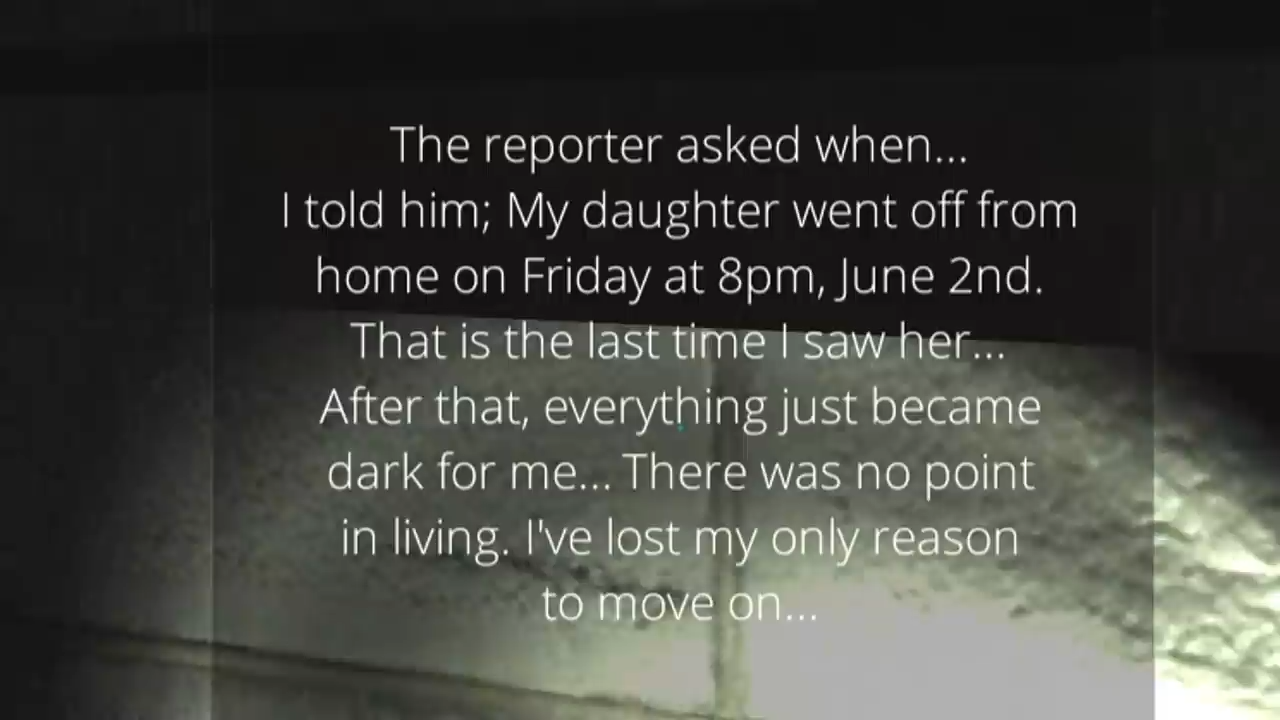 The reporter asked when...
I told him; My daughter went off from
home on Friday at 8pm, June 2nd.
That is the last time I saw her...
After that, everything just became
dark for me... There was no point
in living. I've lost my only reason
to move on...